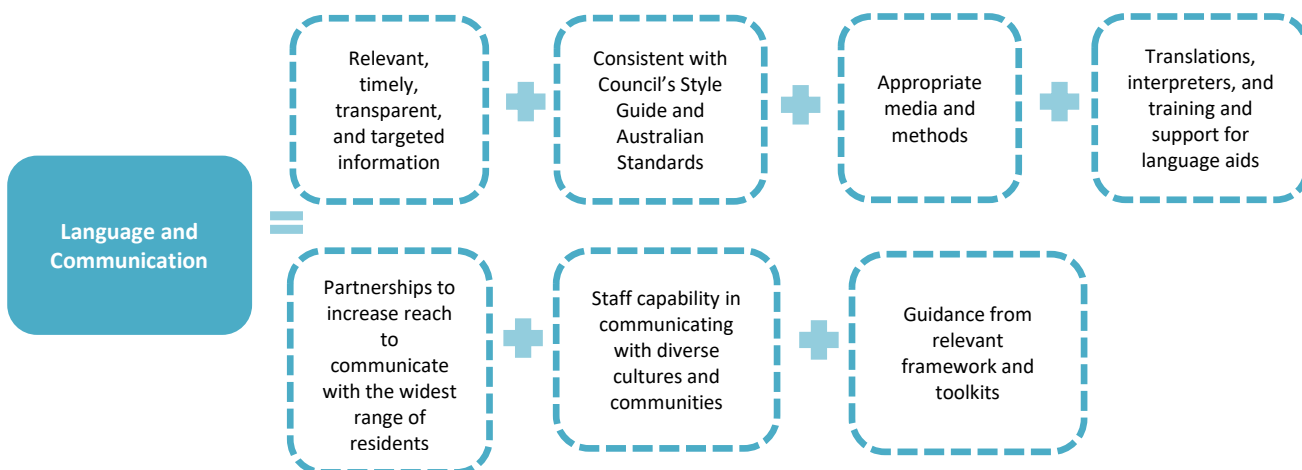 Language and
Communication
=
Relevant,
timely,
transparent,
and targeted
information
+
Consistent with
Council’s Style
Guide and
Australian
Standards
+
Appropriate
media and
methods
+
Translations,
interpreters, and
training and
support for
language aids
Partnerships to
increase reach
to
communicate
with the widest
range of
residents
+
Staff capability in
communicating
with diverse
cultures and
communities
+
Guidance from
relevant
framework and
toolkits